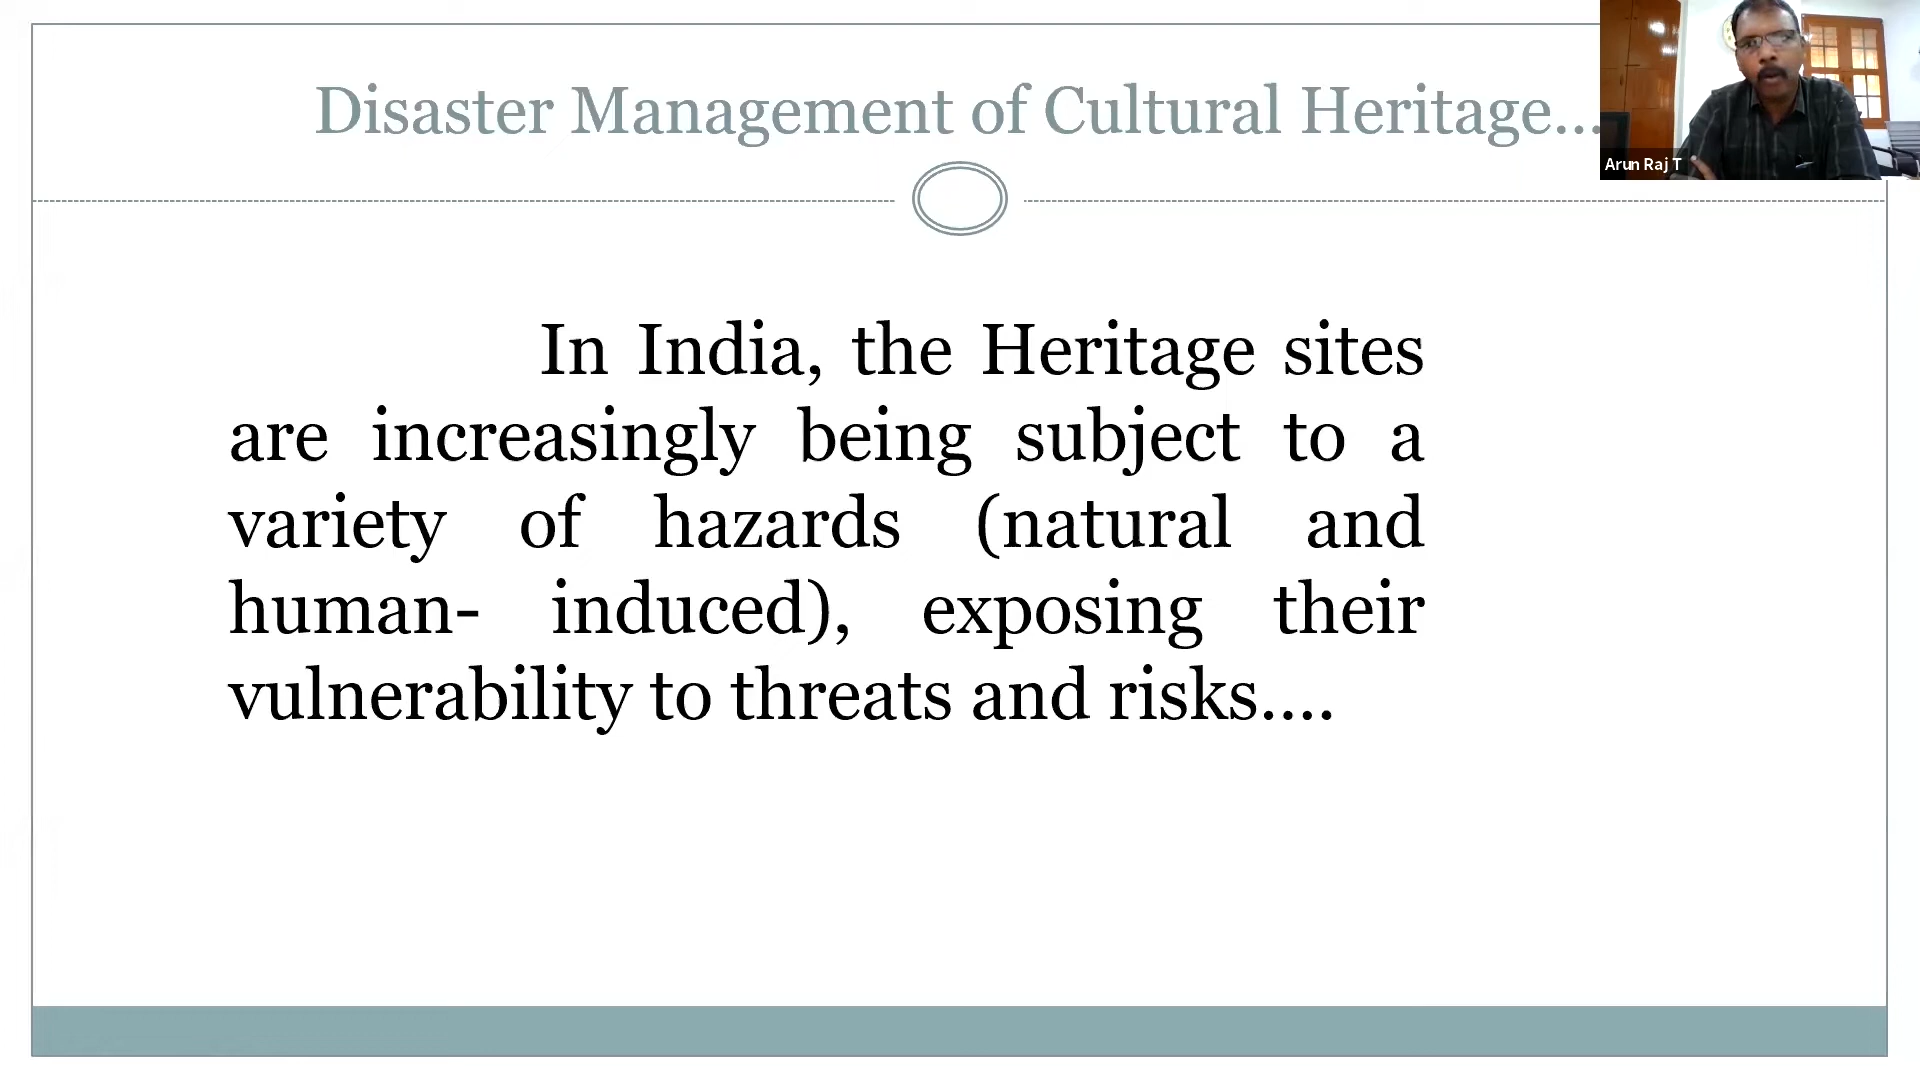 Disaster Management of Cultural Heritage...
Arun Raj T
In India, the Heritage sites
are increasingly being subject to a
variety of hazards (natural and
human- induced), exposing their
vulnerability to threats and risks....